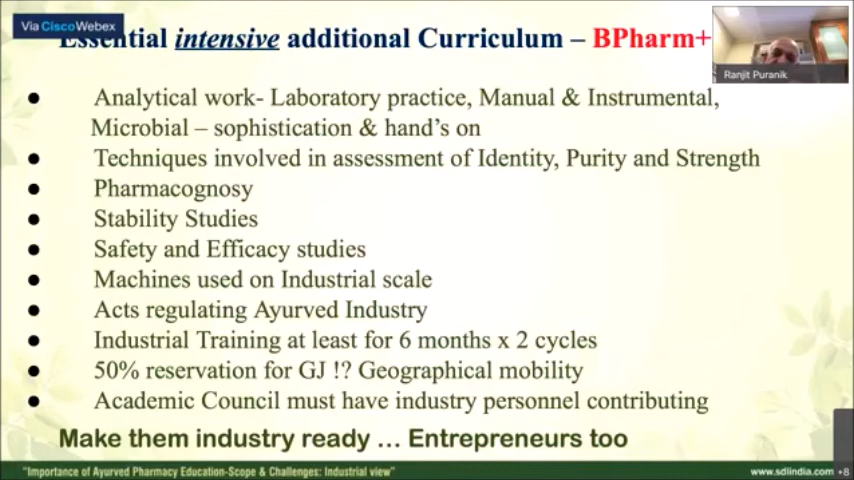 Via Cisco Webex
Essential intensive additional Curriculum – BPharm+
Ranjit Puranik
● Analytical work- Laboratory practice, Manual & Instrumental,
Microbial – sophistication & hand’s on
● Techniques involved in assessment of Identity, Purity and Strength
● Pharmacognosy
● Stability Studies
● Safety and Efficacy studies
● Machines used on Industrial scale
● Acts regulating Ayurved Industry
● Industrial Training at least for 6 months x 2 cycles
● 50% reservation for GJ !? Geographical mobility
● Academic Council must have industry personnel contributing
Make them industry ready … Entrepreneurs too
"Importance of Ayurved Pharmacy Education-Scope & Challenges: Industrial view"
www.sdlindia.com +8